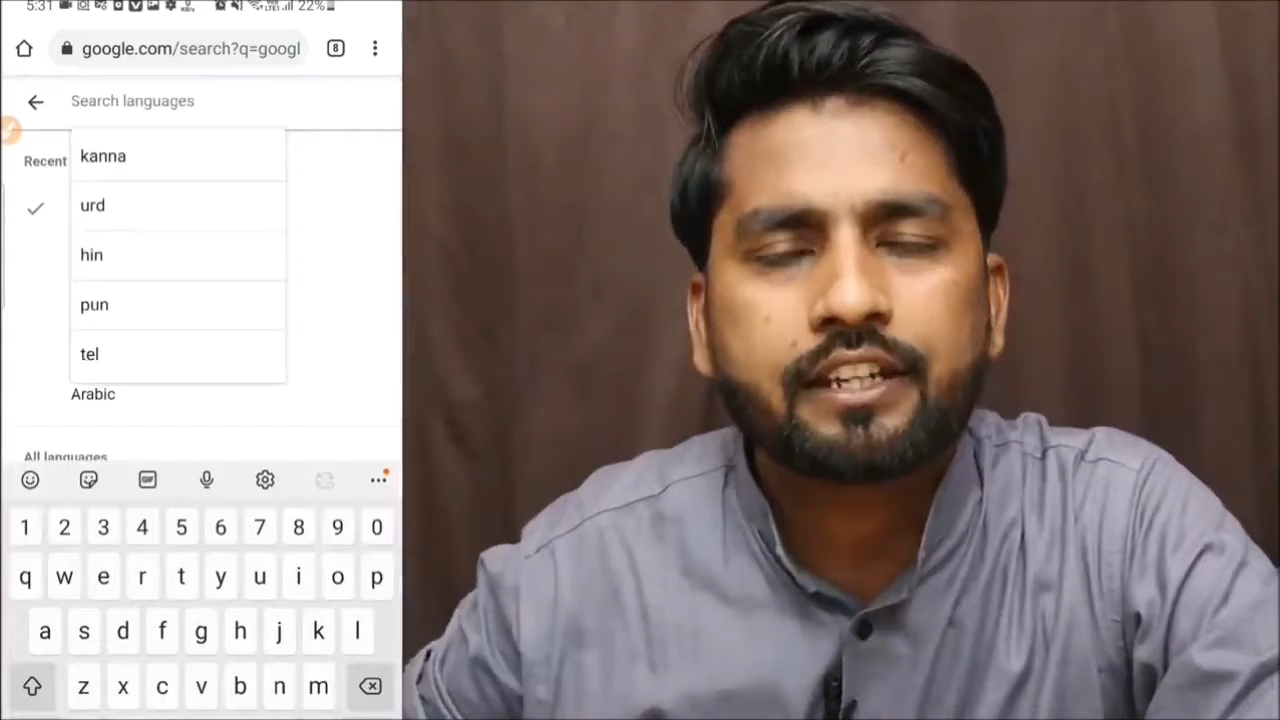 5:31 22%
google.com/search?q=googl 8
Search languages
Recent
kanna
urd
hin
pun
tel
Arabic
All languages
GIF
1 2 3 4 5 6 7 8 9 0
q w e r t y u i o p
a s d f g h j k l
z x c v b n m